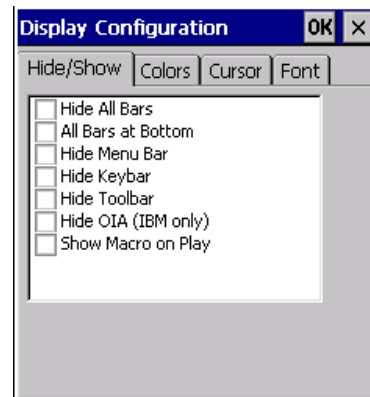 Display Configuration OK ×
Hide/Show Colors Cursor Font
Hide All Bars
All Bars at Bottom
Hide Menu Bar
Hide Keybar
Hide Toolbar
Hide OIA (IBM only)
Show Macro on Play